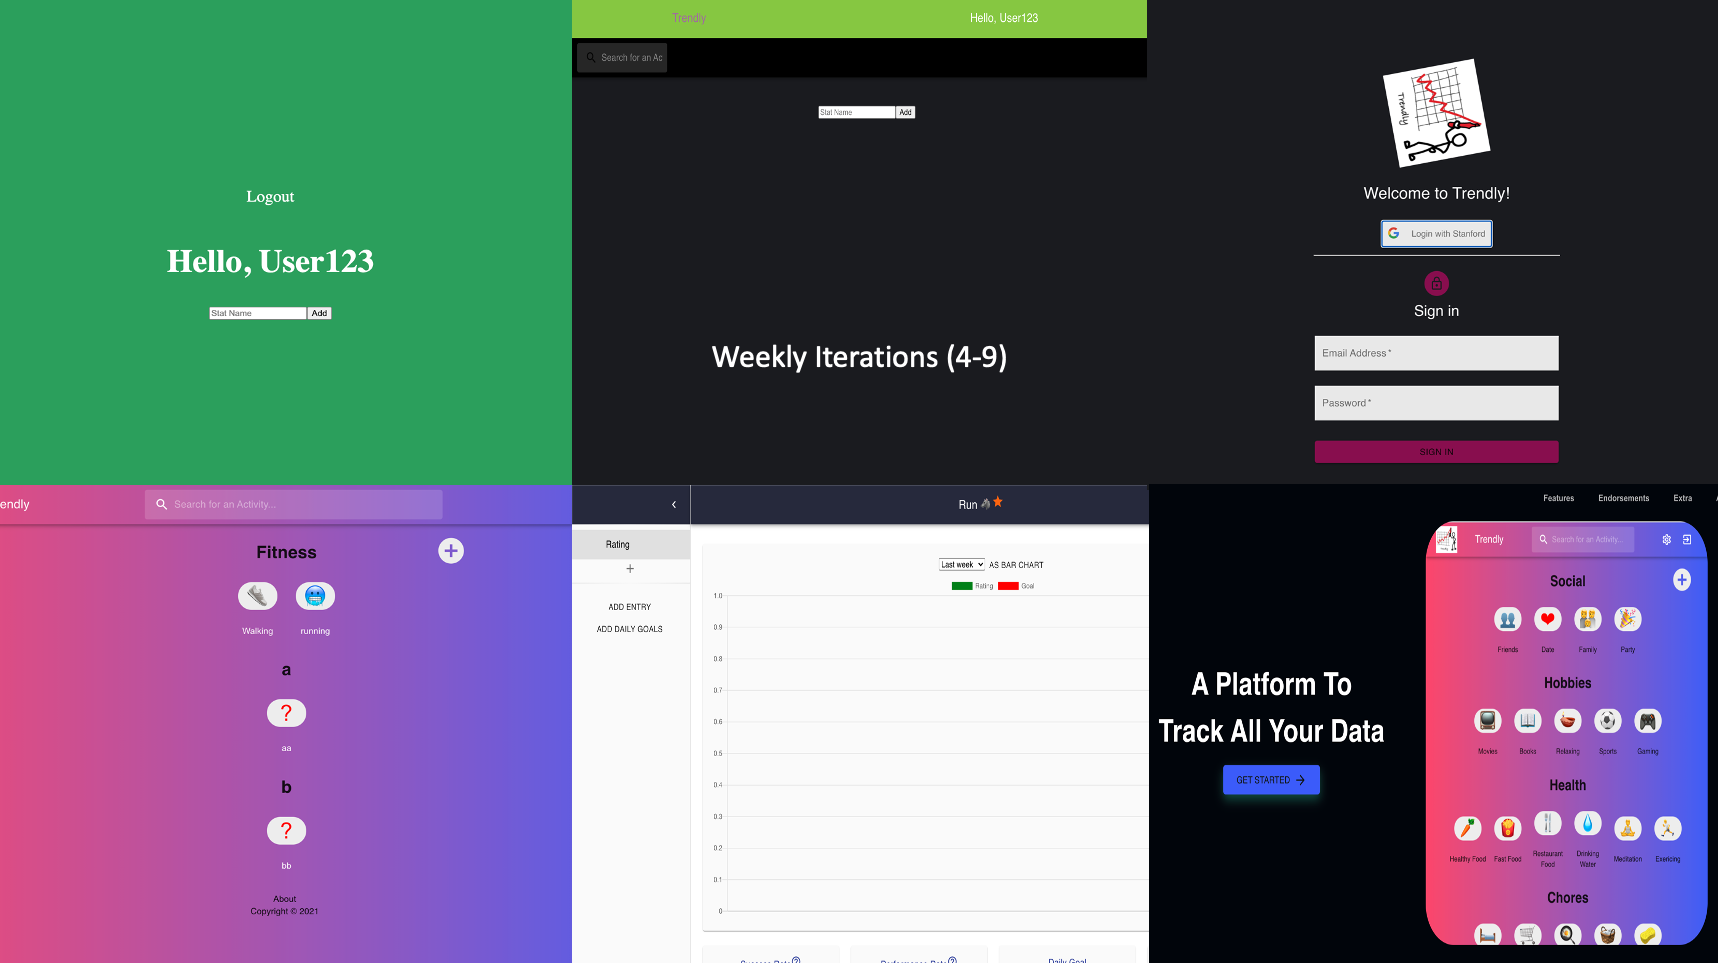 Logout
Hello, User123
Stat Name
Add
Trendly
Hello, User123
Search for an Ac
Stat Name
Add
Weekly Iterations (4-9)
Trendly
Welcome to Trendly!
Login with Stanford
Sign in
Email Address *
Password *
SIGN IN
endly
Search for an Activity...
Fitness
+
Walking
running
a
?
aa
b
?
bb
About
Copyright © 2021
Run
Rating
+
ADD ENTRY
ADD DAILY GOALS
Last week
AS BAR CHART
Rating
Goal
1.0
0.9
0.8
0.7
0.6
0.5
0.4
0.3
0.2
0.1
0
Daily Goal
Features
Endorsements
Extra
A Platform To
Track All Your Data
GET STARTED
Trendly
Search for an Activity...
Social
+
Friends
Date
Family
Party
Hobbies
Movies
Books
Relaxing
Sports
Gaming
Health
Healthy Food
Fast Food
Restaurant
Food
Drinking
Water
Meditation
Exericing
Chores